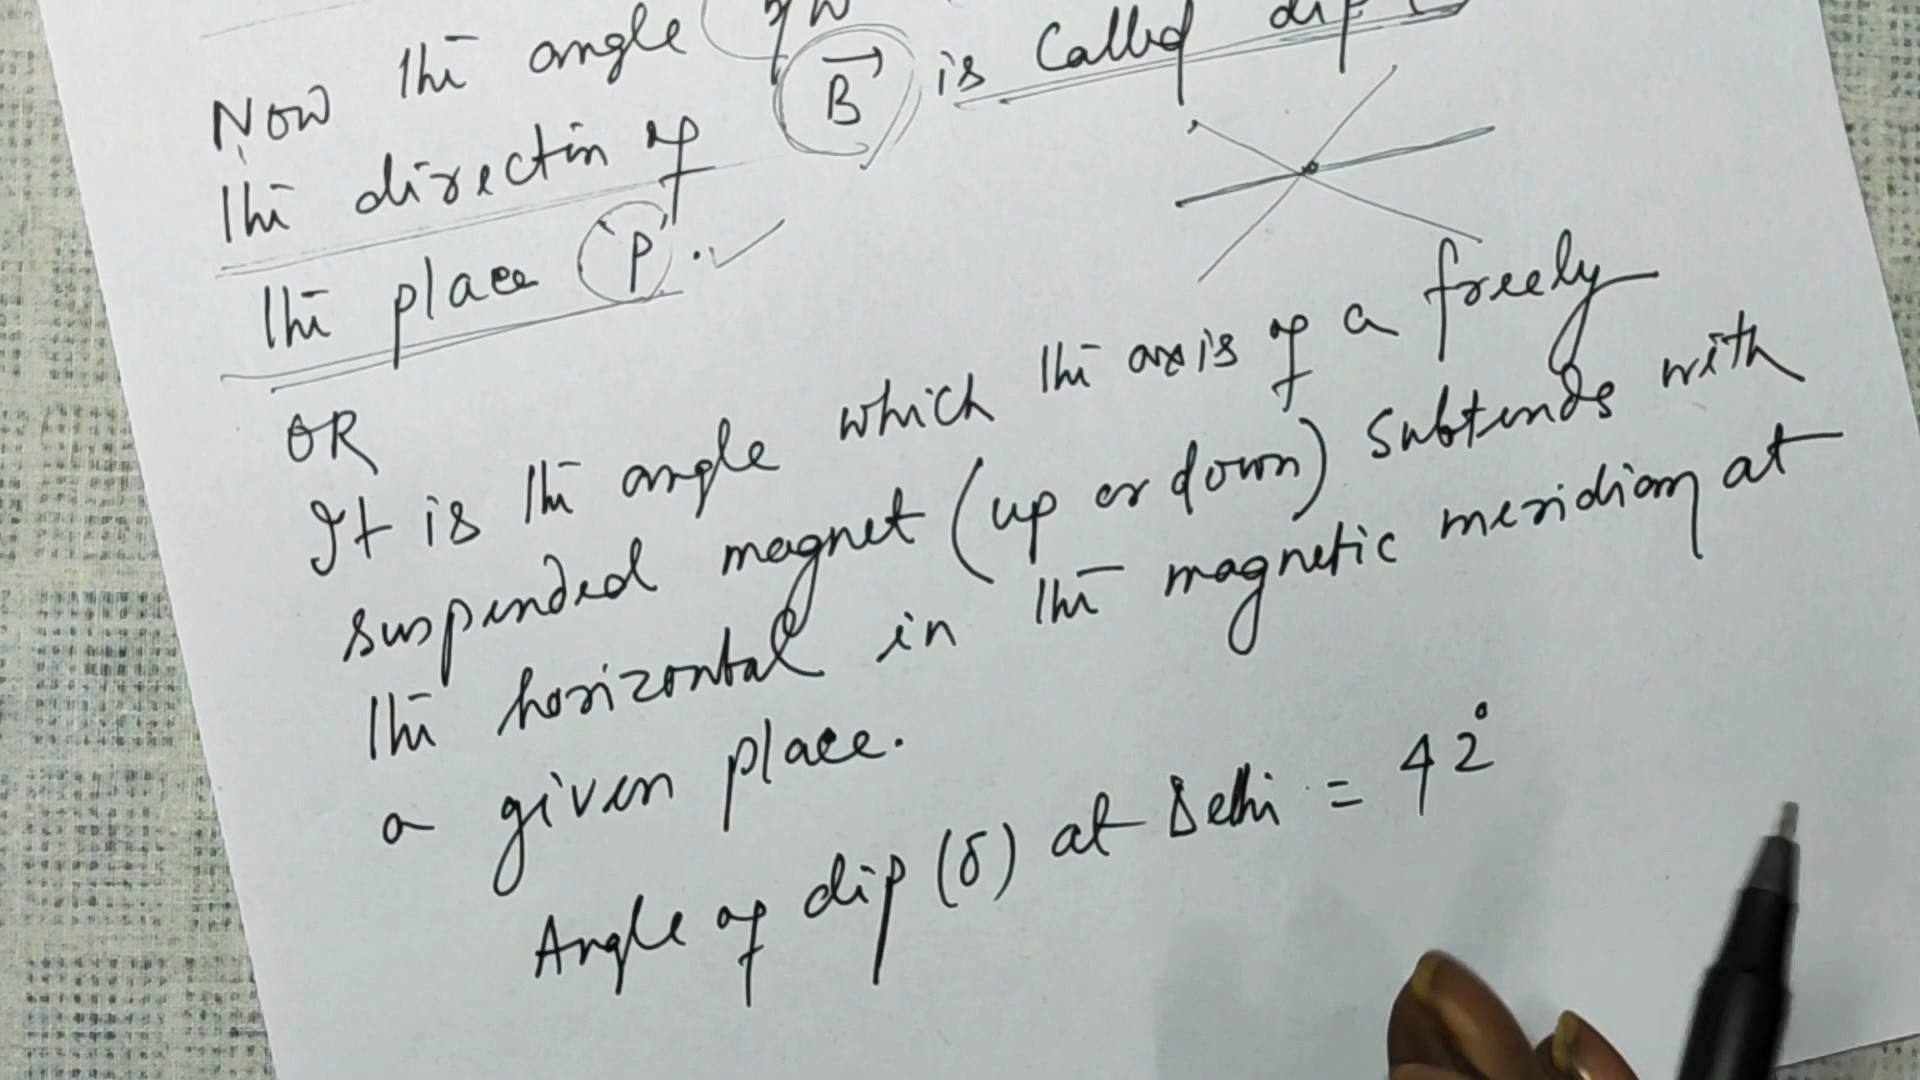 Now the angle b/w
the direction of B is called dip
the place 'P'.
OR
It is the angle which the axis of a freely
suspended magnet (up or down) subtends with
the horizontal in the magnetic meridian at
a given place.
Angle of dip (δ) at Delhi = 42°